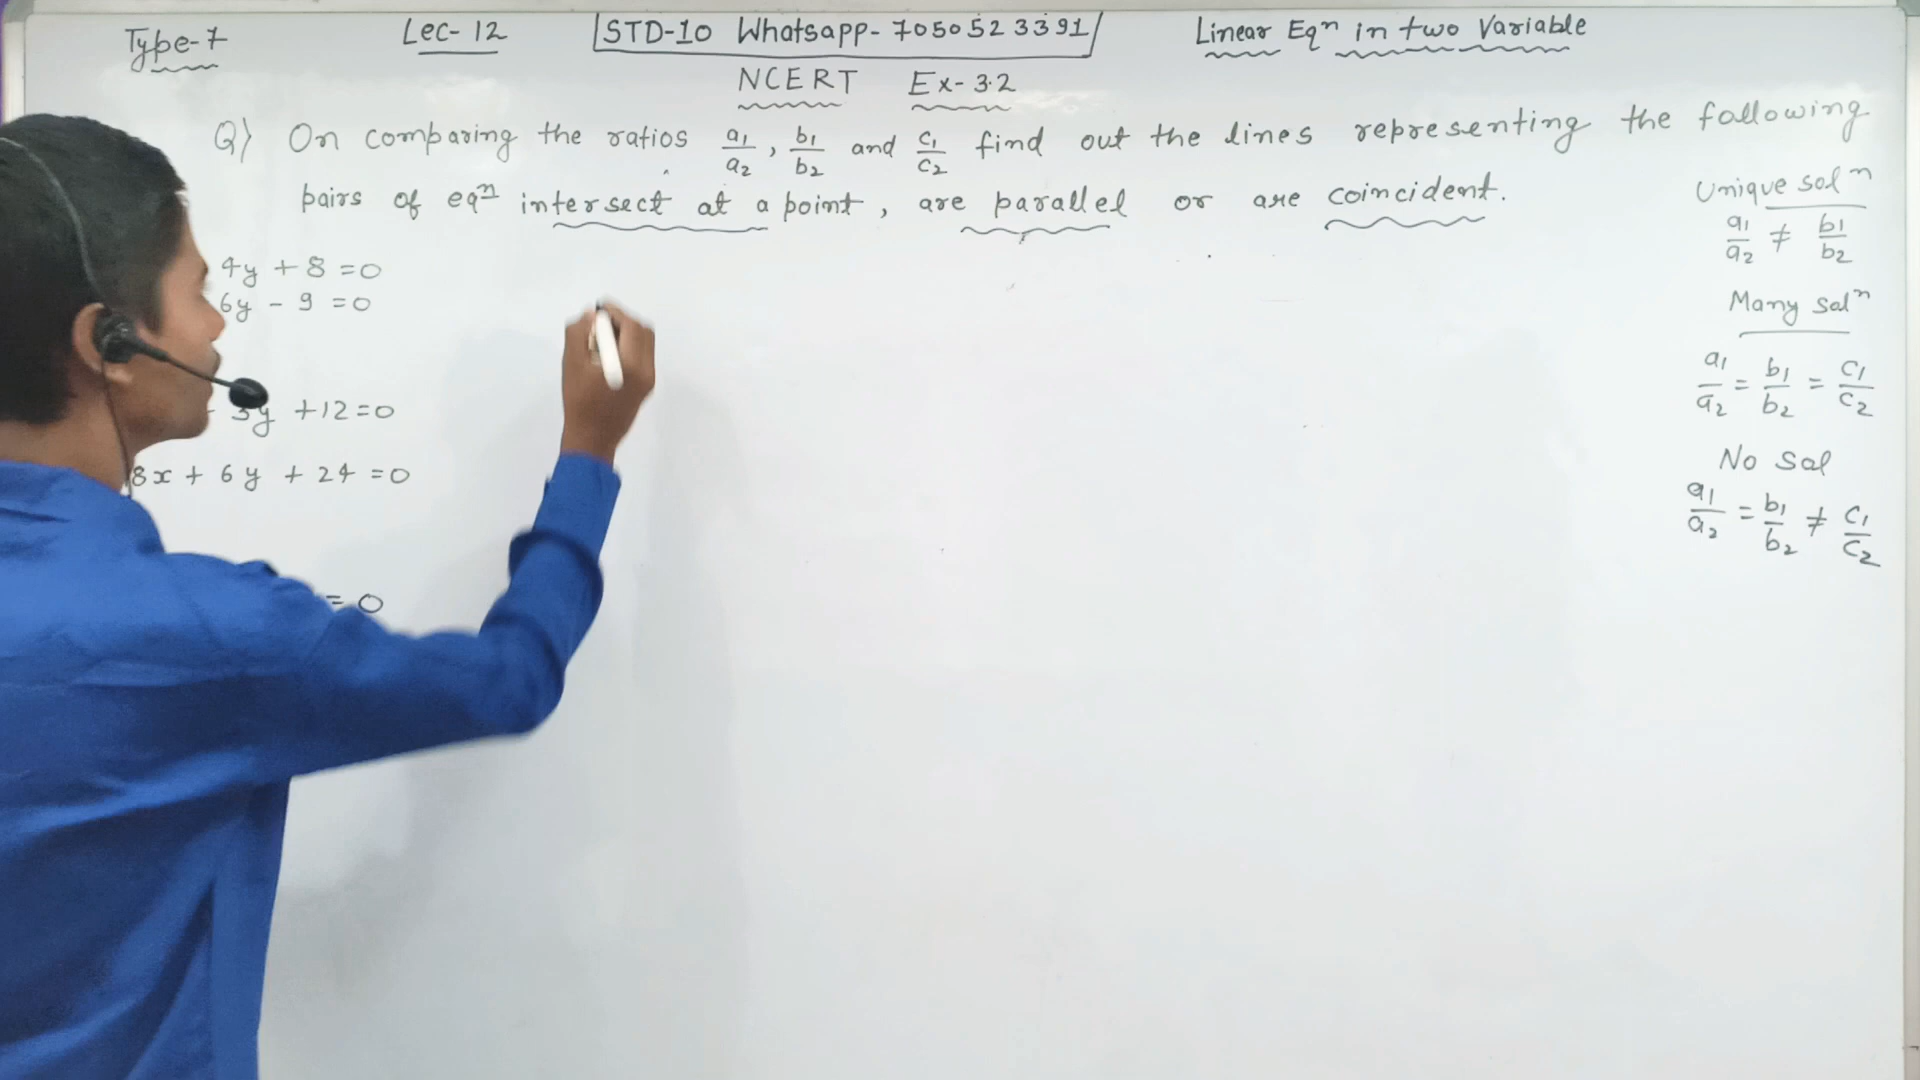 Type-7 Lec-12 STD-10 Whatsapp-7050523391 Linear Eqⁿ in two Variable
NCERT Ex-3.2
Q) On comparing the ratios a₁/a₂, b₁/b₂ and c₁/c₂ find out the lines representing the following
pairs of eqⁿ intersect at a point, are parallel or are coincident.
4y + 8 = 0
6y - 9 = 0
3y + 12 = 0
8x + 6y + 24 = 0
= 0
Unique solⁿ
a₁/a₂ ≠ b₁/b₂
Many solⁿ
a₁/a₂ = b₁/b₂ = c₁/c₂
No Sol
a₁/a₂ = b₁/b₂ ≠ c₁/c₂